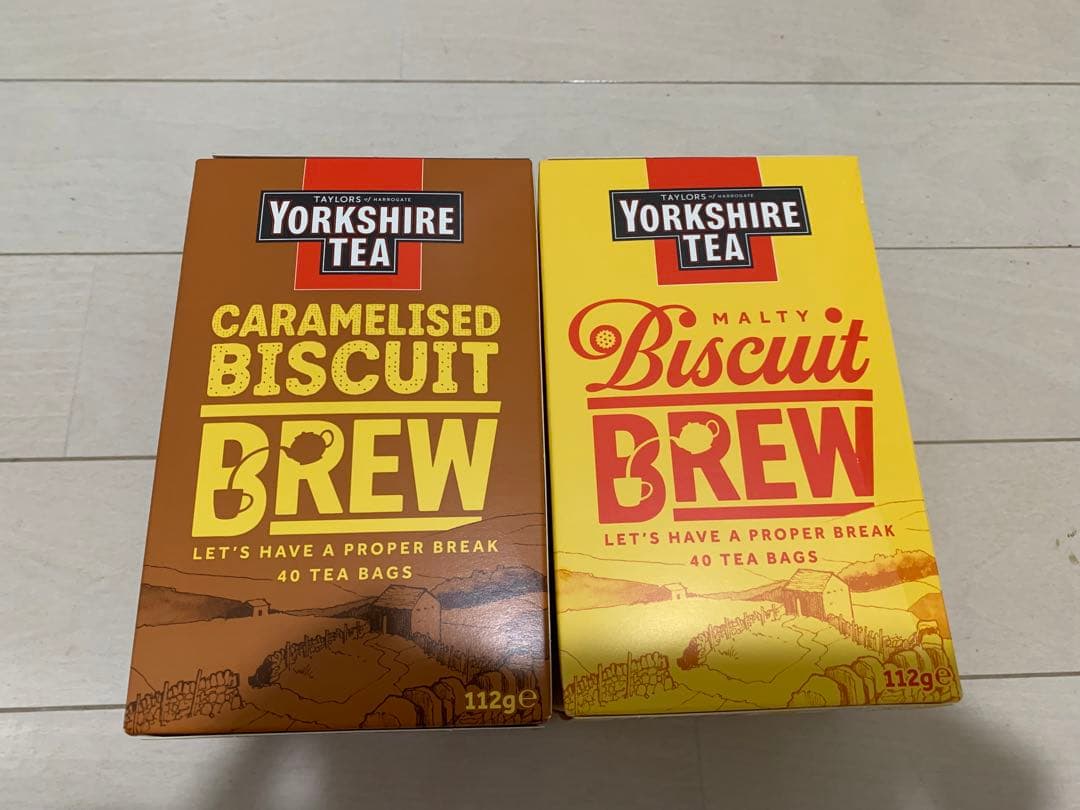 TAYLORS of HARROGATE
YORKSHIRE
TEA
CARAMELISED
BISCUIT
BREW
LET'S HAVE A PROPER BREAK
40 TEA BAGS
112g℮
TAYLORS of HARROGATE
YORKSHIRE
TEA
MALTY
Biscuit
BREW
LET'S HAVE A PROPER BREAK
40 TEA BAGS
112g℮